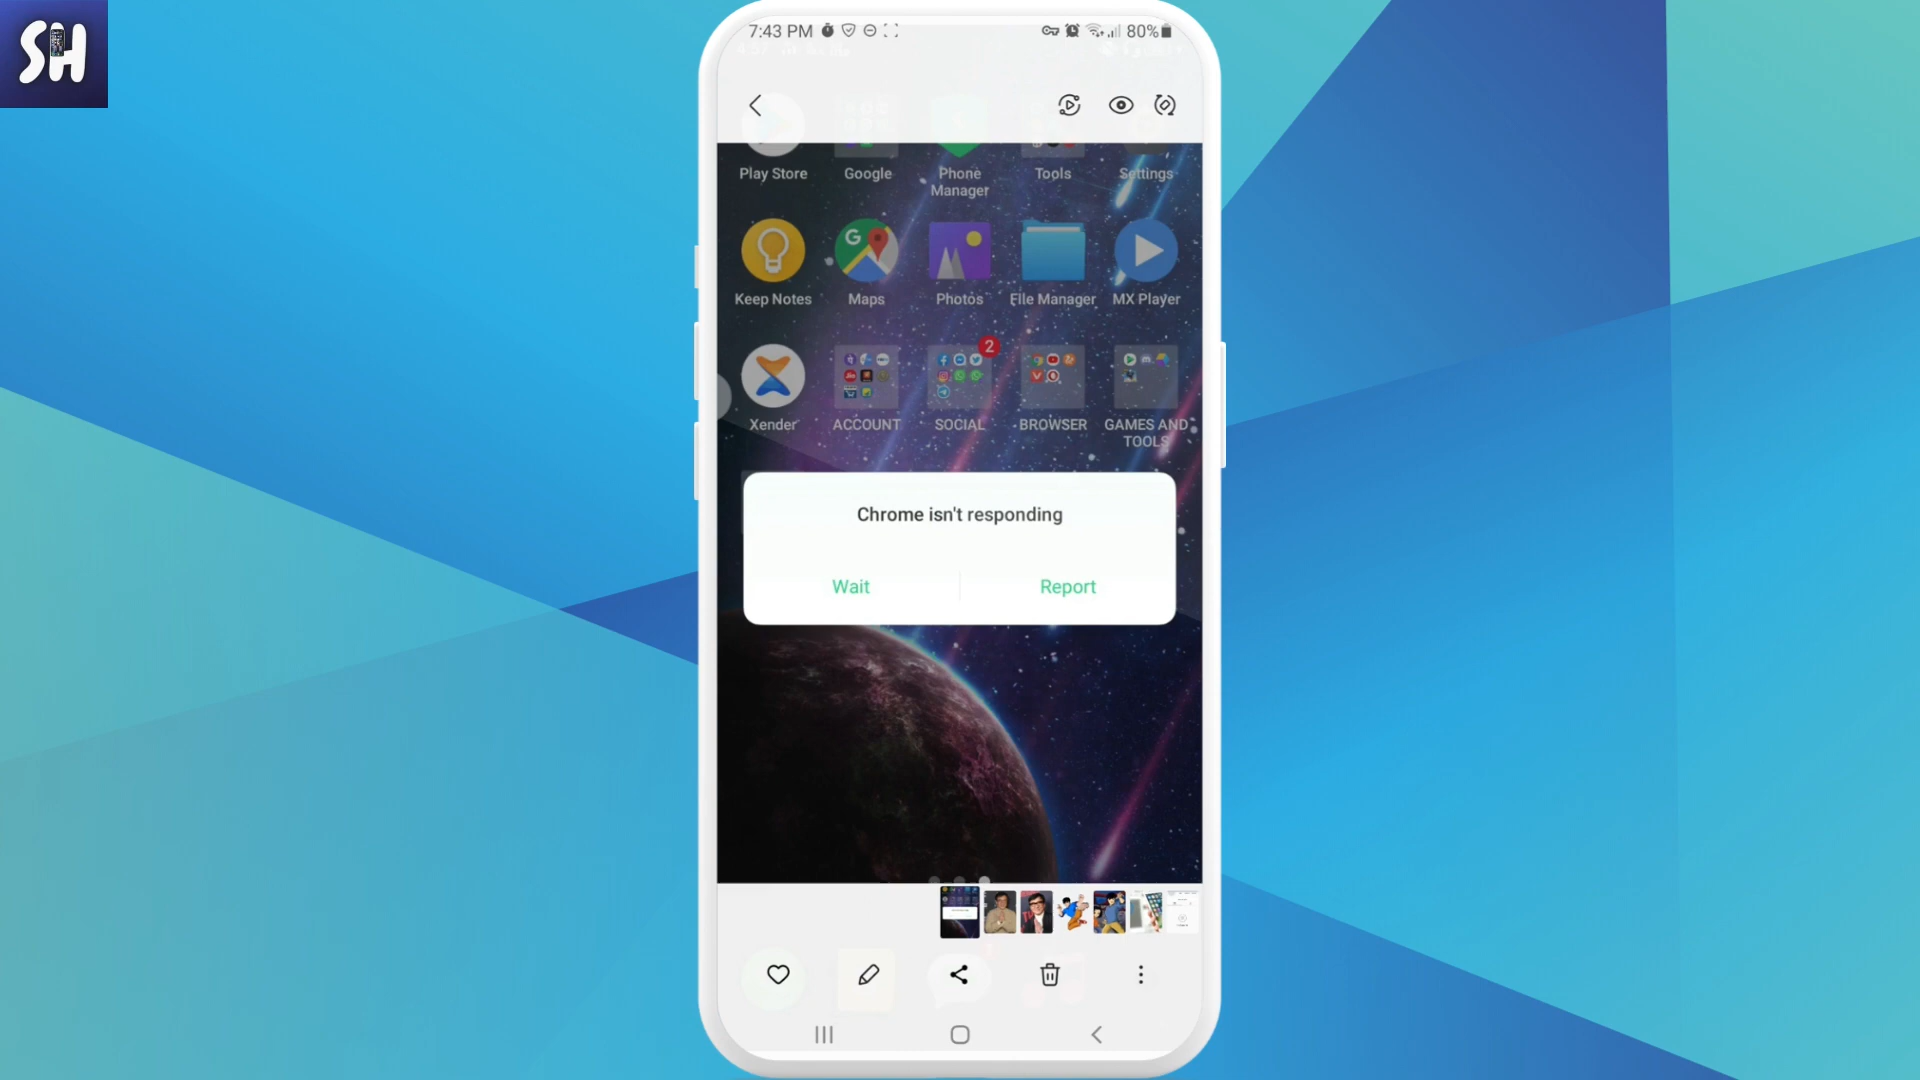 SH
7:43 PM
80%
Play Store Google Phone Manager Tools Settings
Keep Notes Maps Photos File Manager MX Player
2
Xender ACCOUNT SOCIAL BROWSER GAMES AND TOOLS
Chrome isn't responding
Wait Report